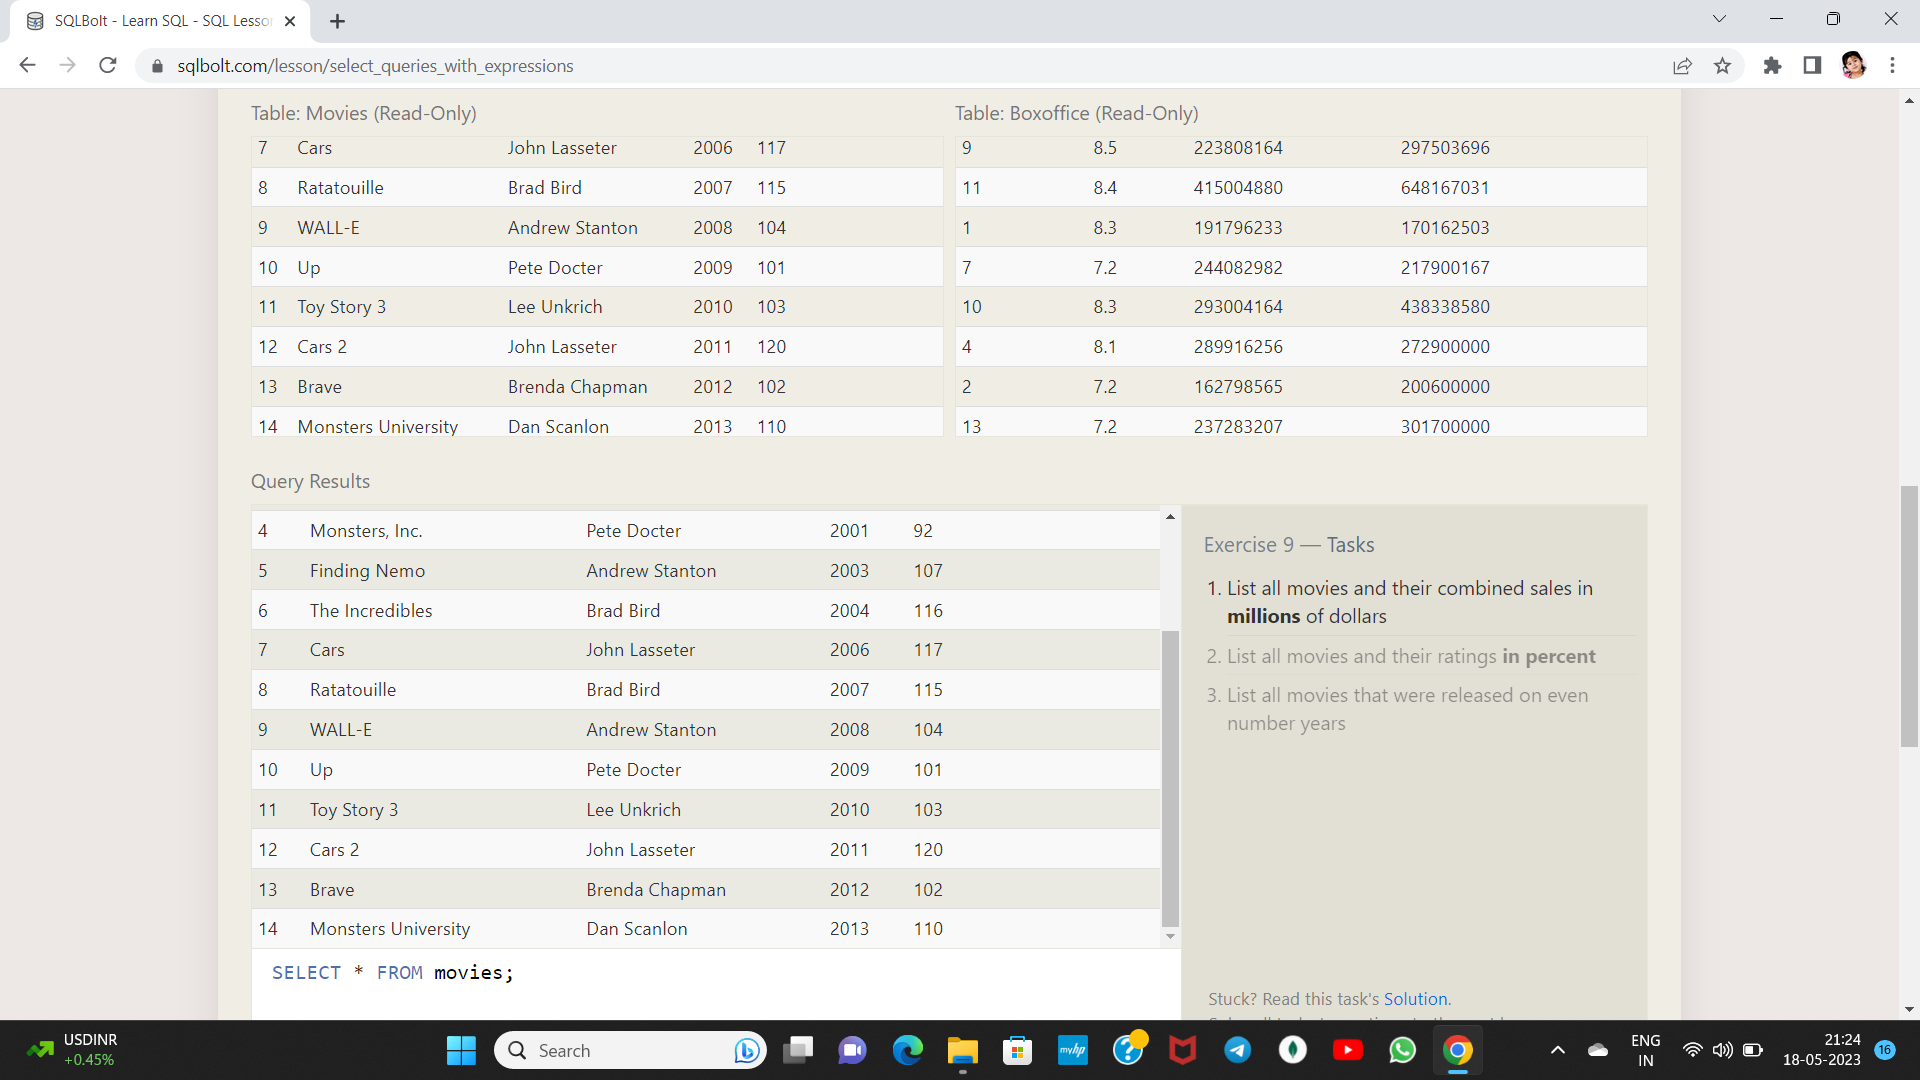 SQLBolt - Learn SQL - SQL Lesso
sqlbolt.com/lesson/select_queries_with_expressions
Table: Movies (Read-Only)
7 Cars John Lasseter 2006 117
8 Ratatouille Brad Bird 2007 115
9 WALL-E Andrew Stanton 2008 104
10 Up Pete Docter 2009 101
11 Toy Story 3 Lee Unkrich 2010 103
12 Cars 2 John Lasseter 2011 120
13 Brave Brenda Chapman 2012 102
14 Monsters University Dan Scanlon 2013 110
Table: Boxoffice (Read-Only)
9 8.5 223808164 297503696
11 8.4 415004880 648167031
1 8.3 191796233 170162503
7 7.2 244082982 217900167
10 8.3 293004164 438338580
4 8.1 289916256 272900000
2 7.2 162798565 200600000
13 7.2 237283207 301700000
Query Results
4 Monsters, Inc. Pete Docter 2001 92
5 Finding Nemo Andrew Stanton 2003 107
6 The Incredibles Brad Bird 2004 116
7 Cars John Lasseter 2006 117
8 Ratatouille Brad Bird 2007 115
9 WALL-E Andrew Stanton 2008 104
10 Up Pete Docter 2009 101
11 Toy Story 3 Lee Unkrich 2010 103
12 Cars 2 John Lasseter 2011 120
13 Brave Brenda Chapman 2012 102
14 Monsters University Dan Scanlon 2013 110
SELECT * FROM movies;
Exercise 9 — Tasks
1. List all movies and their combined sales in
millions of dollars
2. List all movies and their ratings in percent
3. List all movies that were released on even
number years
Stuck? Read this task's Solution.
USDINR
+0.45%
Search
myhp
ENG
IN
21:24
18-05-2023
16